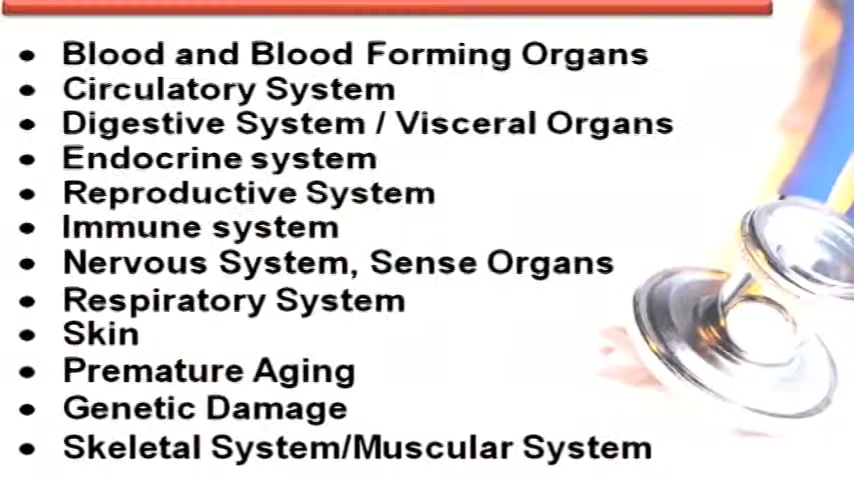 • Blood and Blood Forming Organs
• Circulatory System
• Digestive System / Visceral Organs
• Endocrine system
• Reproductive System
• Immune system
• Nervous System, Sense Organs
• Respiratory System
• Skin
• Premature Aging
• Genetic Damage
• Skeletal System/Muscular System